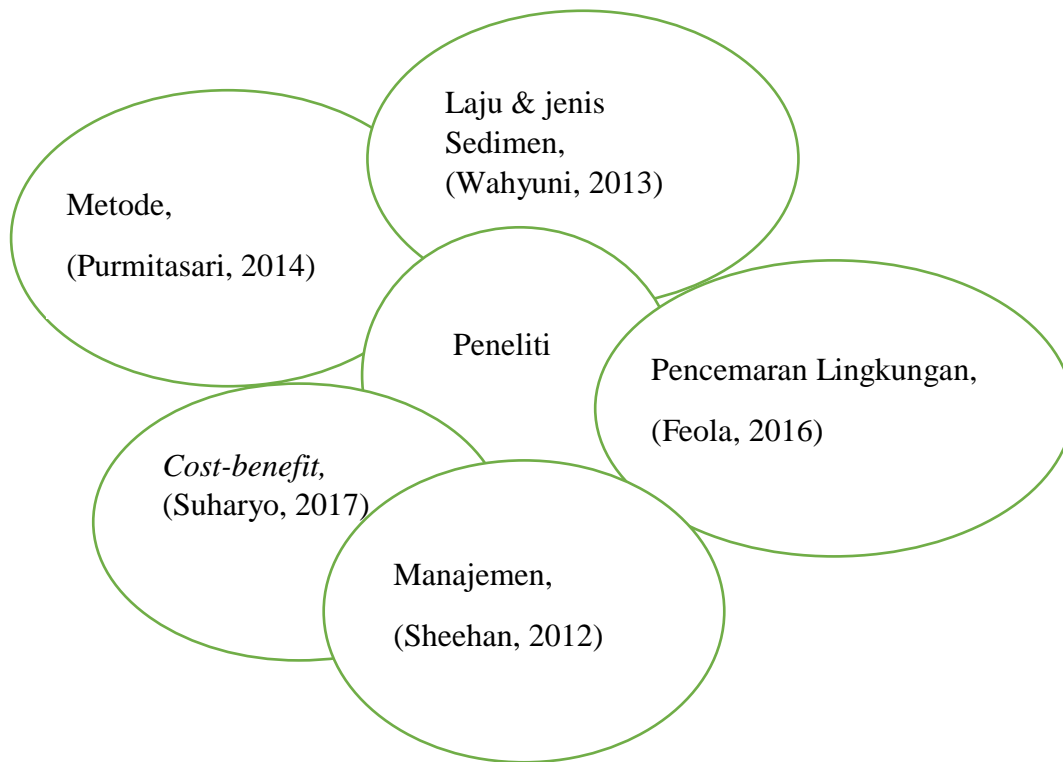 Laju & jenis
Sedimen,
(Wahyuni, 2013)
Metode,
(Purmitasari, 2014)
Peneliti
Pencemaran Lingkungan,
(Feola, 2016)
Cost-benefit,
(Suharyo, 2017)
Manajemen,
(Sheehan, 2012)